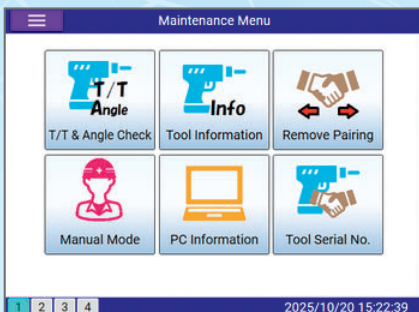 Maintenance Menu
T/T
Angle
T/T & Angle Check
Info
Tool Information
Remove Pairing
Manual Mode
PC Information
Tool Serial No.
1 2 3 4
2025/10/20 15:22:39